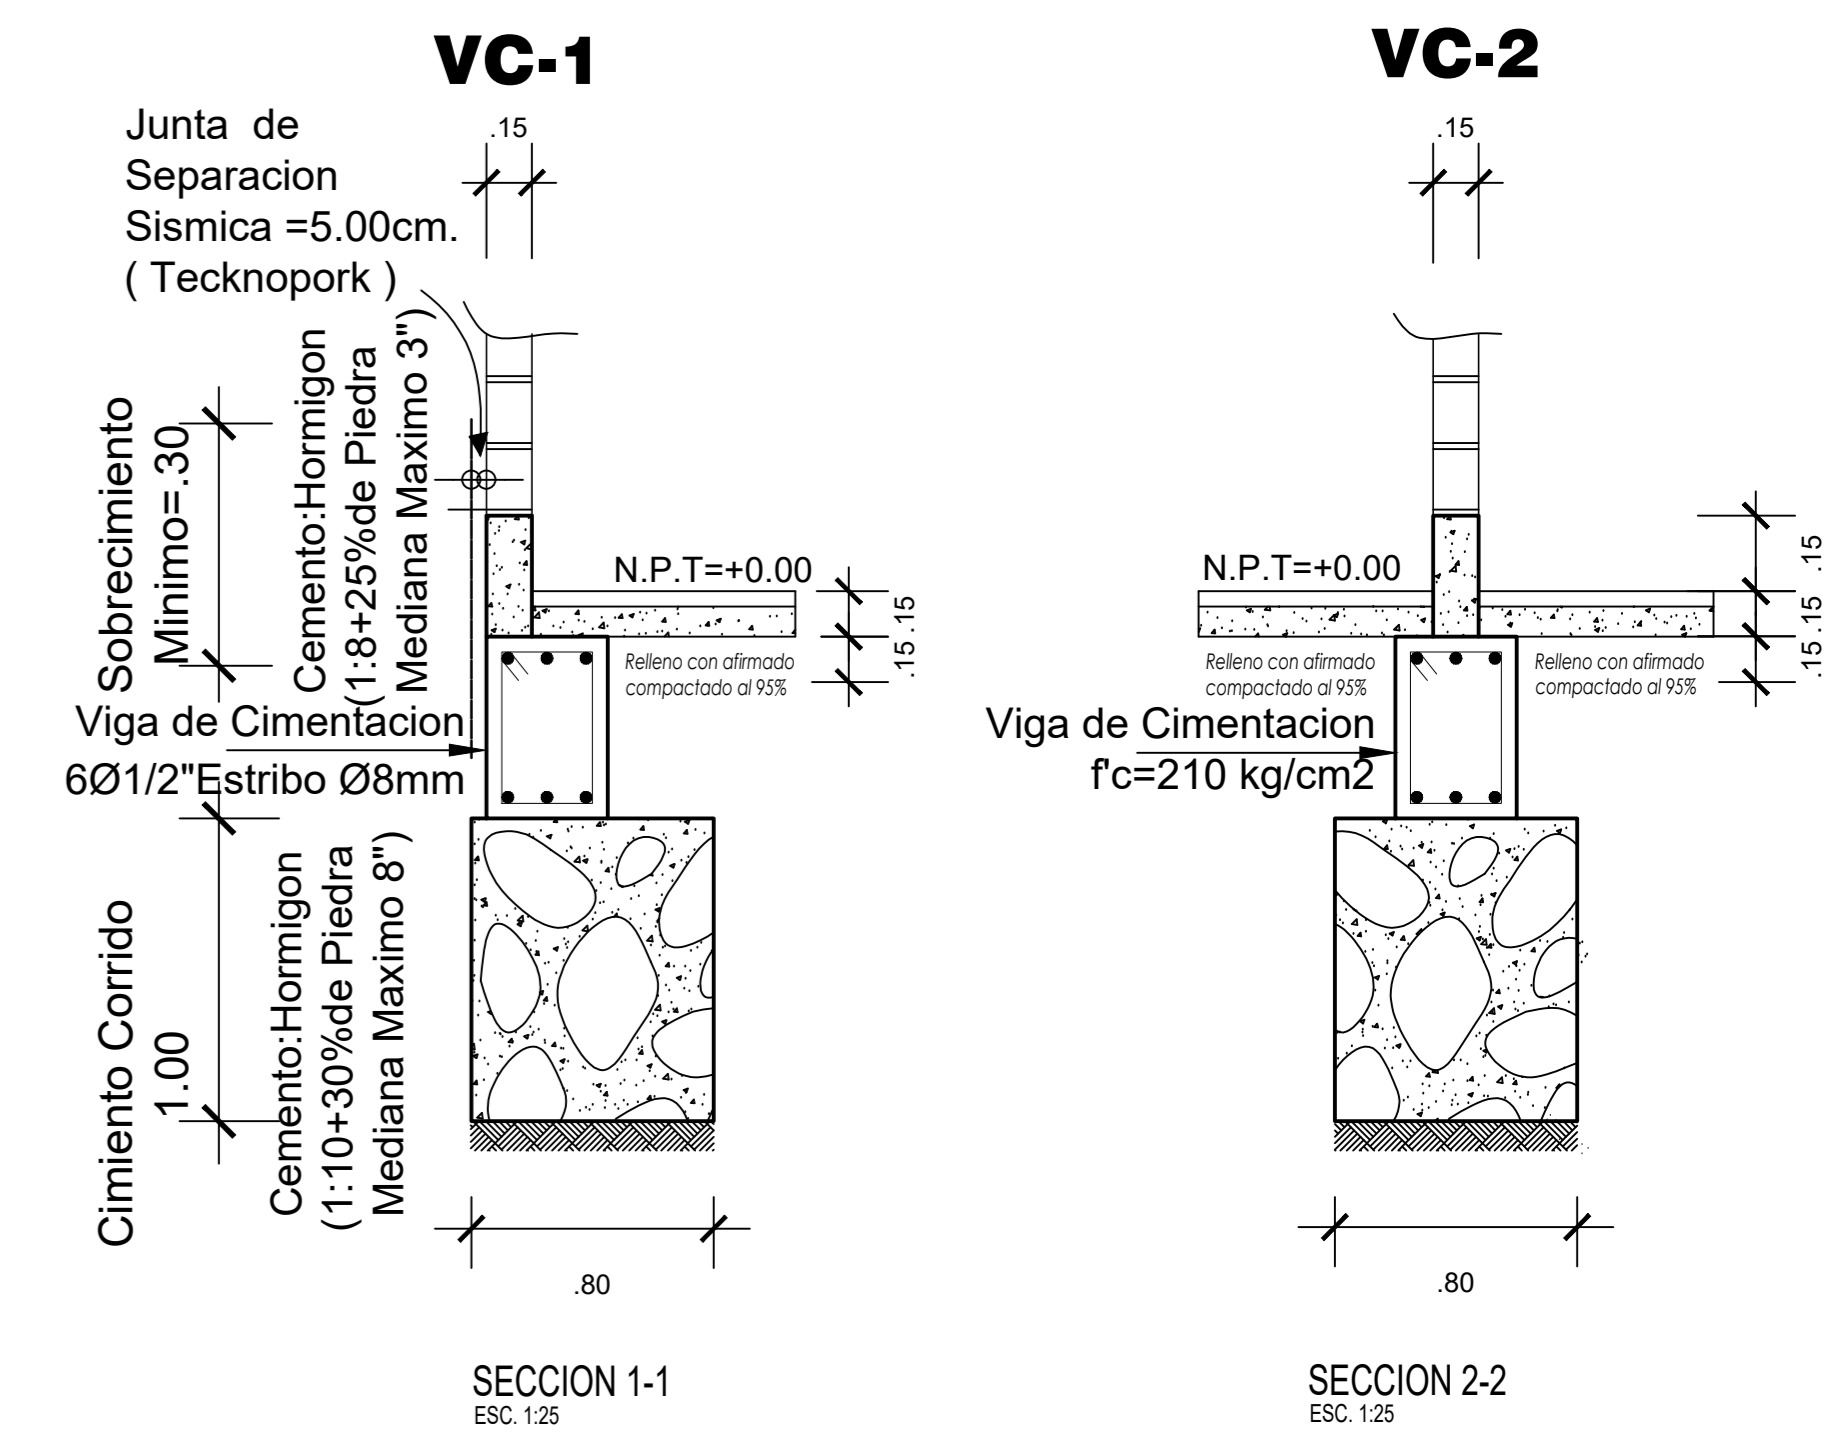 VC-1
.15
Junta de
Separacion
Sismica =5.00cm.
( Tecknopork )
Sobrecimiento
Minimo=.30
Cemento:Hormigon
(1:8+25%de Piedra
Mediana Maximo 3")
N.P.T=+0.00
.15
.15
Relleno con afirmado
compactado al 95%
Viga de Cimentacion
6Ø1/2"Estribo Ø8mm
Cimiento Corrido
1.00
Cemento:Hormigon
(1:10+30%de Piedra
Mediana Maximo 8")
.80
SECCION 1-1
ESC. 1:25
VC-2
.15
N.P.T=+0.00
.15
.15
.15
Relleno con afirmado
compactado al 95%
Relleno con afirmado
compactado al 95%
Viga de Cimentacion
f'c=210 kg/cm2
.80
SECCION 2-2
ESC. 1:25